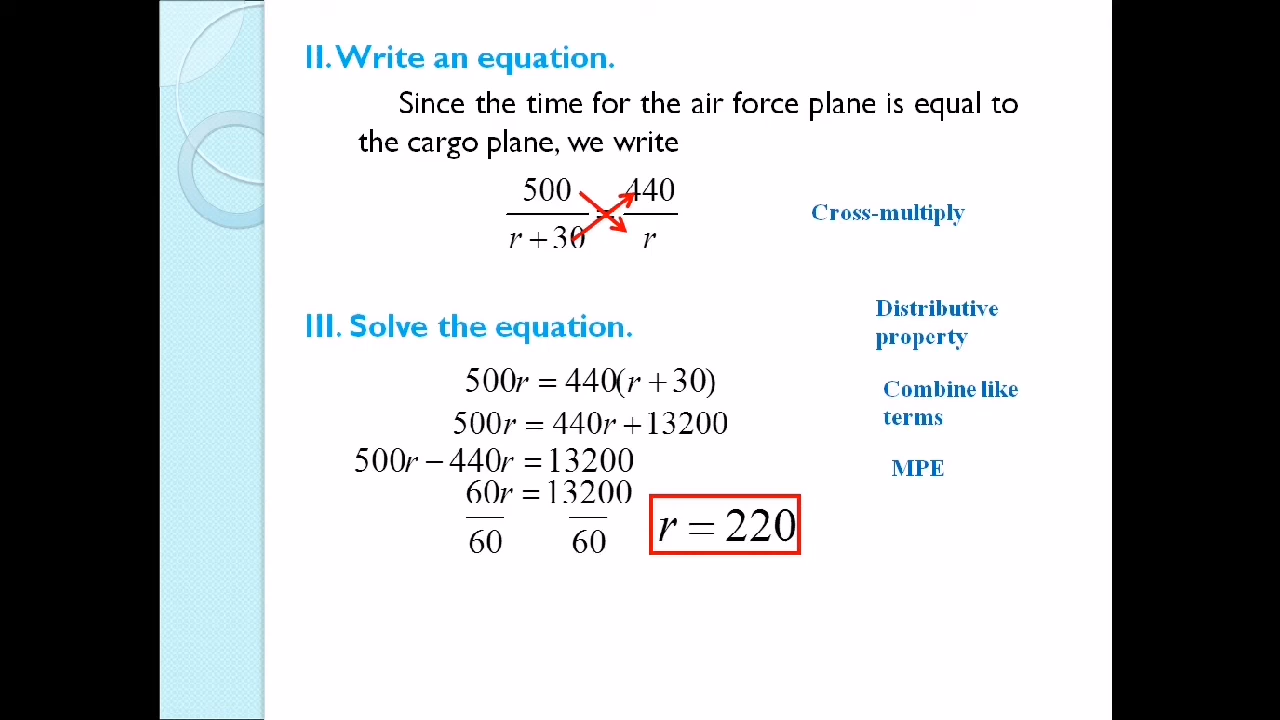 II. Write an equation.
Since the time for the air force plane is equal to
the cargo plane, we write
500 / r + 30 = 440 / r
Cross-multiply
III. Solve the equation.
Distributive
property
500r = 440(r + 30)
Combine like
terms
500r = 440r + 13200
500r − 440r = 13200
MPE
60r = 13200
60 60
r = 220